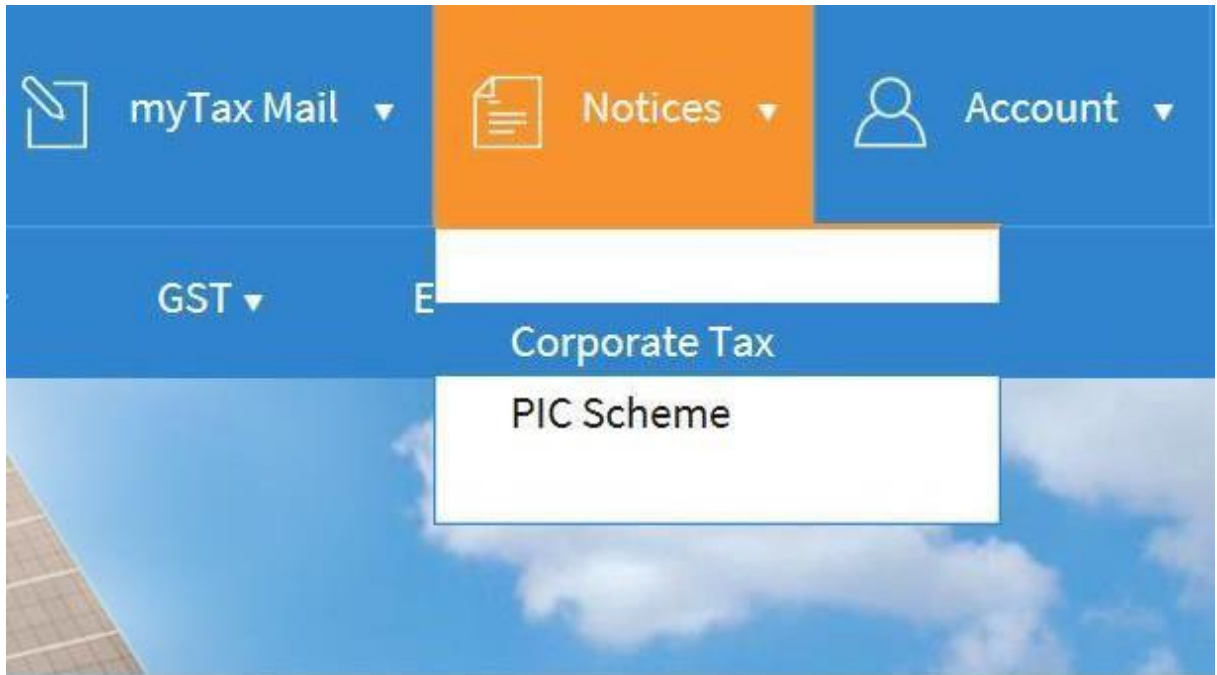 myTax Mail ▼ Notices ▼ Account ▼
GST ▼ E
Corporate Tax
PIC Scheme